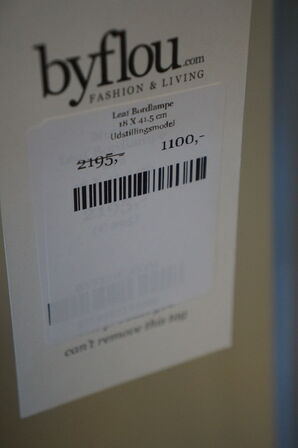 byflou.com
FASHION & LIVING
Leaf Bordlampe
18 X 41.5 cm
Udstillingsmodel
2195,- 1100,-
can't remove this tag